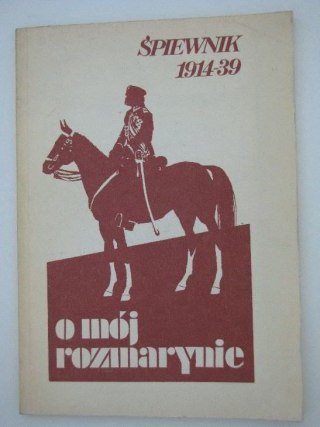 ŚPIEWNIK
1914-39
o mój
rozmarynie